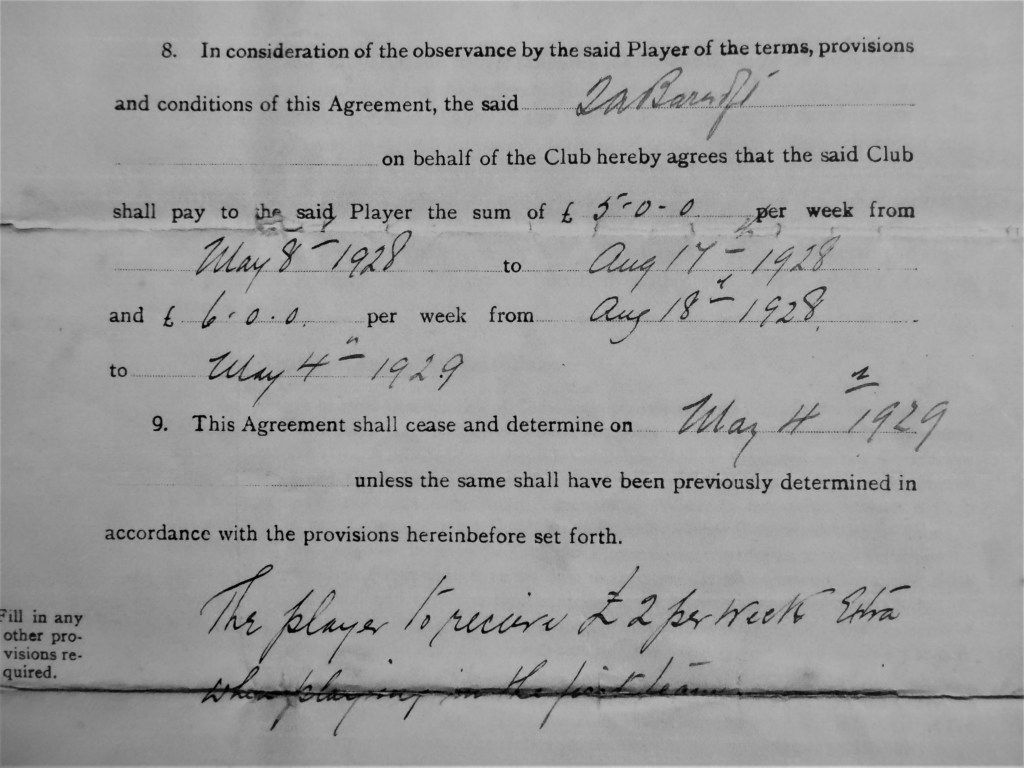 8. In consideration of the observance by the said Player of the terms, provisions
and conditions of this Agreement, the said
on behalf of the Club hereby agrees that the said Club
shall pay to the said Player the sum of £ 5-0-0 per week from
May 8 - 1928 to Aug 17th 1928
and £ 6.0.0. per week from Aug 18th 1928.
to May 4th 1929
9. This Agreement shall cease and determine on May 4th 1929
unless the same shall have been previously determined in
accordance with the provisions hereinbefore set forth.
Fill in any
other pro-
visions re-
quired.
The player to receive £2 per week Extra
when playing in the first team